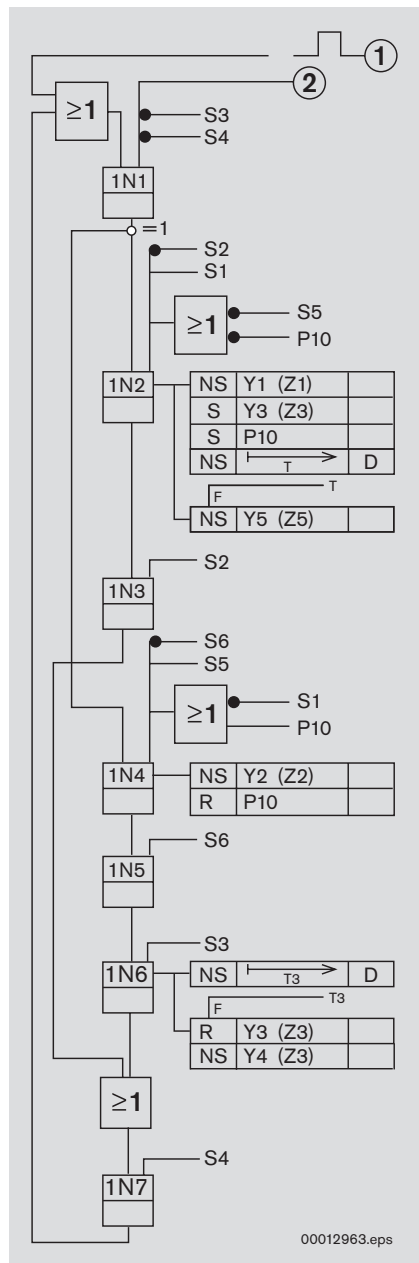 1
2
≥1
S3
S4
1N1
=1
S2
S1
≥1
S5
P10
1N2
NS Y1 (Z1)
S Y3 (Z3)
S P10
NS T D
F T
NS Y5 (Z5)
S2
1N3
S6
S5
≥1
S1
P10
1N4
NS Y2 (Z2)
R P10
S6
1N5
S3
1N6
NS T3 D
F T3
R Y3 (Z3)
NS Y4 (Z3)
≥1
S4
1N7
00012963.eps